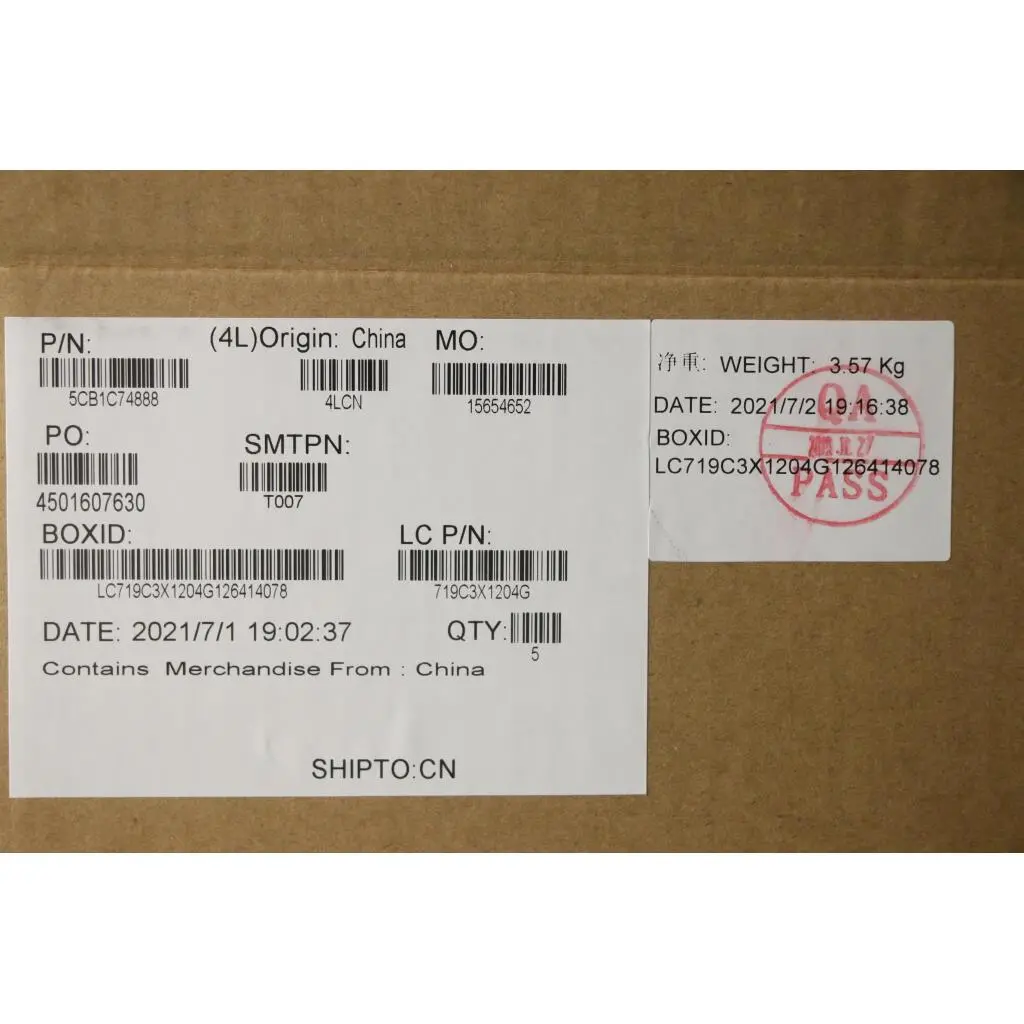 P/N:
(4L)Origin: China
MO:
5CB1C74888
4LCN
15654652
PO:
SMTPN:
4501607630
T007
BOXID:
LC P/N:
LC719C3X1204G126414078
719C3X1204G
DATE: 2021/7/1 19:02:37
QTY:
5
Contains Merchandise From : China
SHIPTO:CN
净重: WEIGHT: 3.57 Kg
DATE: 2021/7/2 19:16:38
BOXID:
LC719C3X1204G126414078
QA
PASS